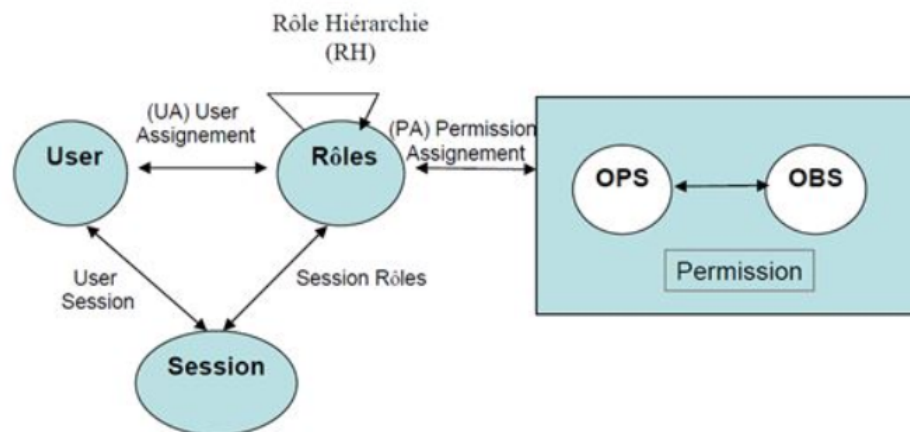 Rôle Hiérarchie
(RH)
(UA) User
Assignement
(PA) Permission
Assignement
User
Rôles
OPS
OBS
Permission
User
Session
Session Rôles
Session